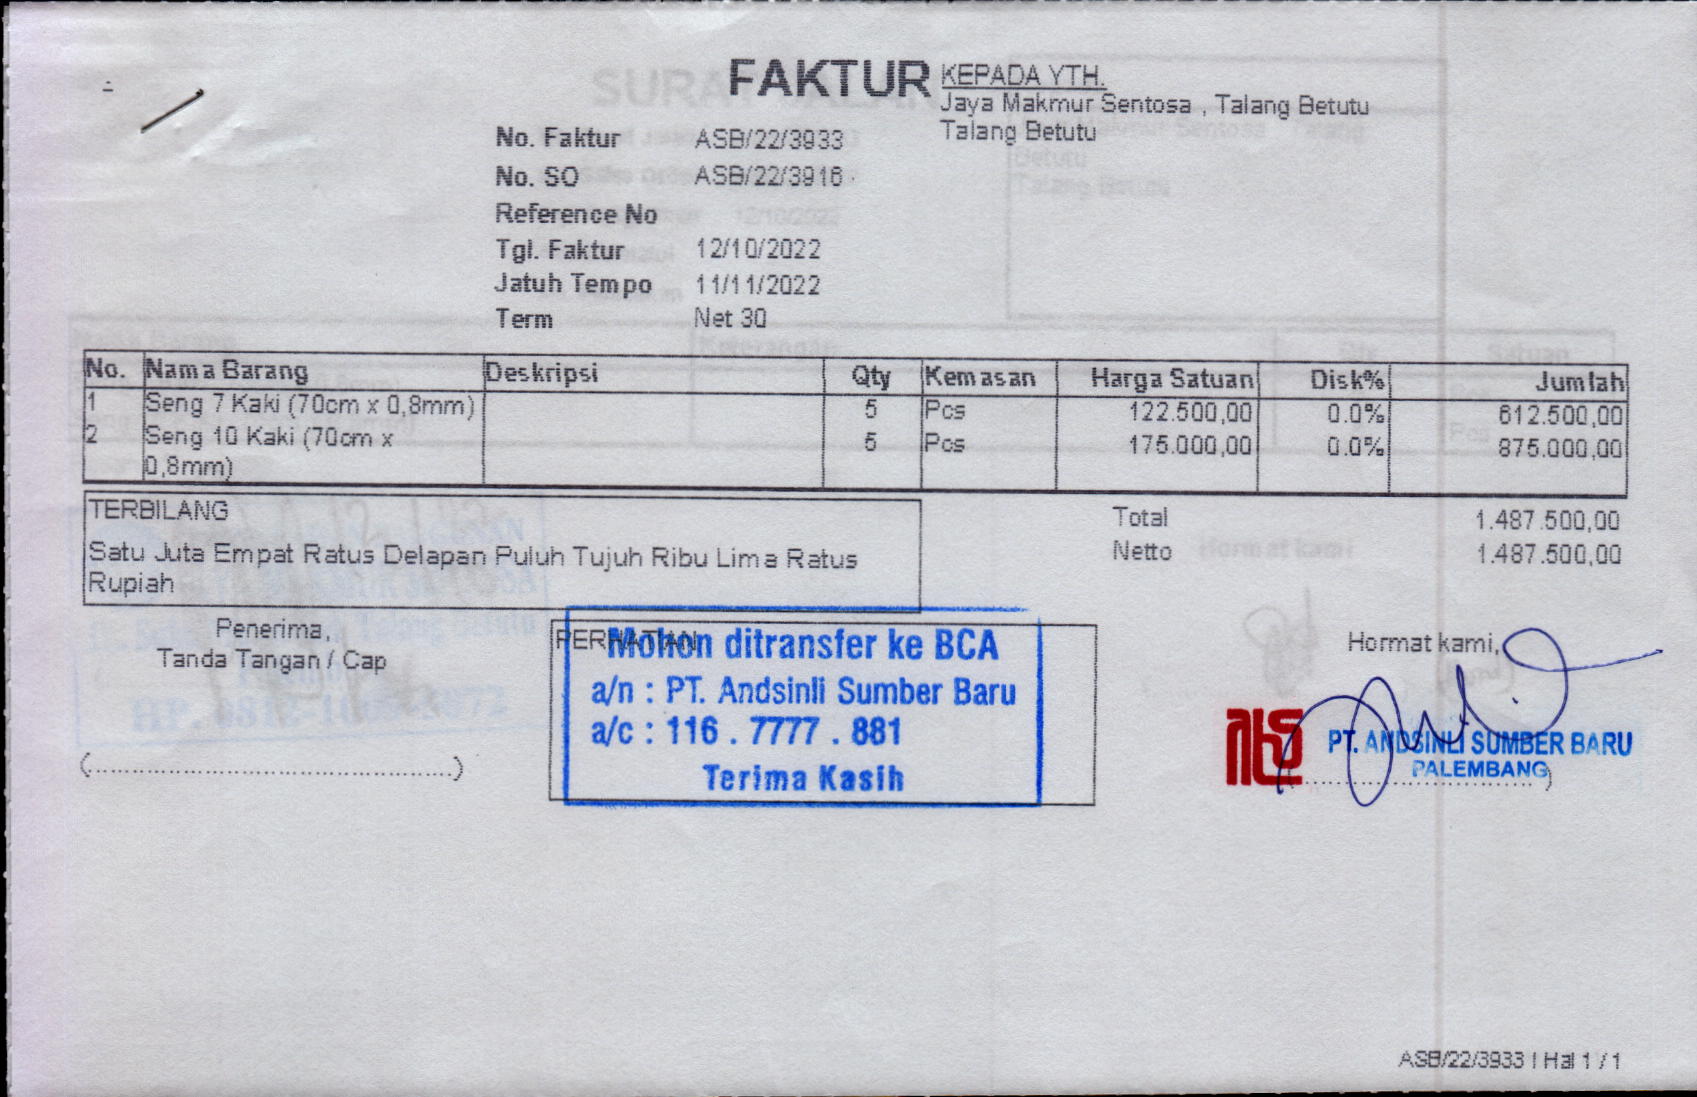 FAKTUR
KEPADA YTH.
Jaya Makmur Sentosa , Talang Betutu
Talang Betutu
No. Faktur ASB/22/3933
No. SO ASB/22/3916
Reference No
Tgl. Faktur 12/10/2022
Jatuh Tempo 11/11/2022
Term Net 30
No. Nama Barang Deskripsi Qty Kemasan Harga Satuan Disk% Jumlah
1 Seng 7 Kaki (70cm x 0,8mm) 5 Pcs 122.500,00 0.0% 612.500,00
2 Seng 10 Kaki (70cm x 5 Pcs 175.000,00 0.0% 875.000,00
0,8mm)
TERBILANG
Satu Juta Empat Ratus Delapan Puluh Tujuh Ribu Lima Ratus
Rupiah
Total 1.487.500,00
Netto 1.487.500,00
Penerima,
Tanda Tangan / Cap
(.................................................)
PERHATIAN
Mohon ditransfer ke BCA
a/n : PT. Andsinli Sumber Baru
a/c : 116 . 7777 . 881
Terima Kasih
Hormat kami,
PT. ANDSINLI SUMBER BARU
PALEMBANG
ASB/22/3933 | Hal 1 / 1